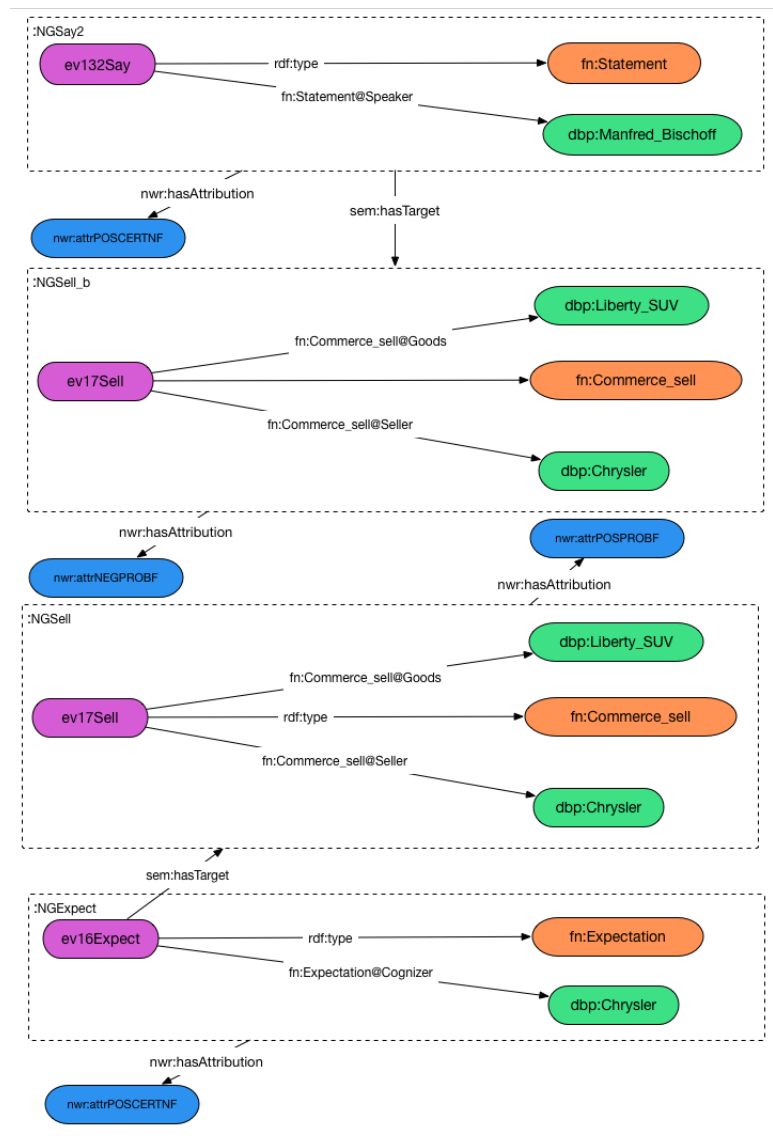 :NGSay2
ev132Say
rdf:type
fn:Statement
fn:Statement@Speaker
dbp:Manfred_Bischoff
nwr:hasAttribution
sem:hasTarget
nwr:attrPOSCERTNF
:NGSell_b
dbp:Liberty_SUV
fn:Commerce_sell@Goods
ev17Sell
fn:Commerce_sell
fn:Commerce_sell@Seller
dbp:Chrysler
nwr:hasAttribution
nwr:attrPOSPROBF
nwr:attrNEGPROBF
nwr:hasAttribution
:NGSell
dbp:Liberty_SUV
fn:Commerce_sell@Goods
ev17Sell
rdf:type
fn:Commerce_sell
fn:Commerce_sell@Seller
dbp:Chrysler
sem:hasTarget
:NGExpect
ev16Expect
rdf:type
fn:Expectation
fn:Expectation@Cognizer
dbp:Chrysler
nwr:hasAttribution
nwr:attrPOSCERTNF